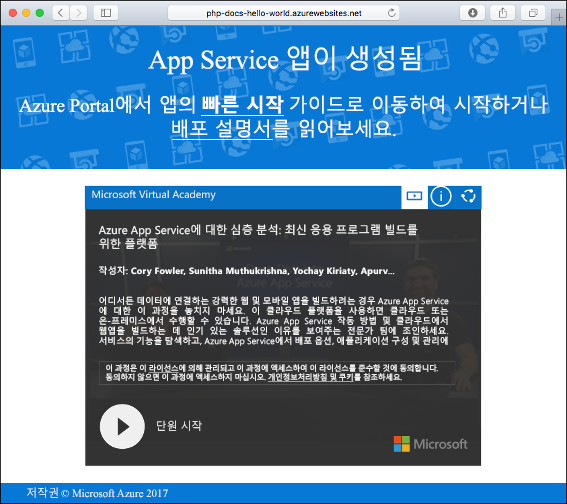 php-docs-hello-world.azurewebsites.net
App Service 앱이 생성됨
Azure Portal에서 앱의 빠른 시작 가이드로 이동하여 시작하거나
배포 설명서를 읽어보세요.
Microsoft Virtual Academy
Azure App Service에 대한 심층 분석: 최신 응용 프로그램 빌드를
위한 플랫폼
작성자: Cory Fowler, Sunitha Muthukrishna, Yochay Kiriaty, Apurv...
어디서든 데이터에 연결하는 강력한 웹 및 모바일 앱을 빌드하려는 경우 Azure App Service
에 대한 이 과정을 놓치지 마세요. 이 클라우드 플랫폼을 사용하면 클라우드 또는
온-프레미스에서 수행할 수 있습니다. Azure App Service 작동 방법 및 클라우드에서
웹앱을 빌드하는 데 인기 있는 솔루션인 이유를 보여주는 전문가 팀에 조인하세요.
서비스의 기능을 탐색하고, Azure App Service에서 배포 옵션, 애플리케이션 구성 및 관리에
이 과정은 이 라이선스에 의해 관리되고 이 과정에 액세스하여 이 라이선스를 준수할 것에 동의합니다.
동의하지 않으면 이 과정에 액세스하지 마십시오. 개인정보처리방침 및 쿠키를 참조하세요.
단원 시작
Microsoft
저작권 © Microsoft Azure 2017